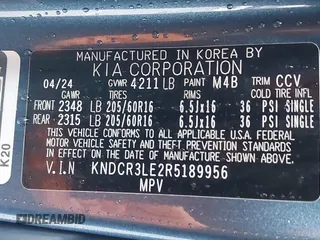 MANUFACTURED IN KOREA BY
KIA CORPORATION
04/24 GVWR 4211 LB PAINT M4B TRIM CCV
GAWR TIRES RIMS COLD TIRE INFL
FRONT 2348 LB 205/60R16 6.5Jx16 36 PSI SINGLE
REAR 2315 LB 205/60R16 6.5Jx16 36 PSI SINGLE
THIS VEHICLE CONFORMS TO ALL APPLICABLE U.S.A. FEDERAL
MOTOR VEHICLE SAFETY STANDARDS IN EFFECT ON THE DATE
OF MANUFACTURE SHOWN ABOVE.
V.I.N KNDCR3LE2R5189956
MPV
K20
DREAMBID